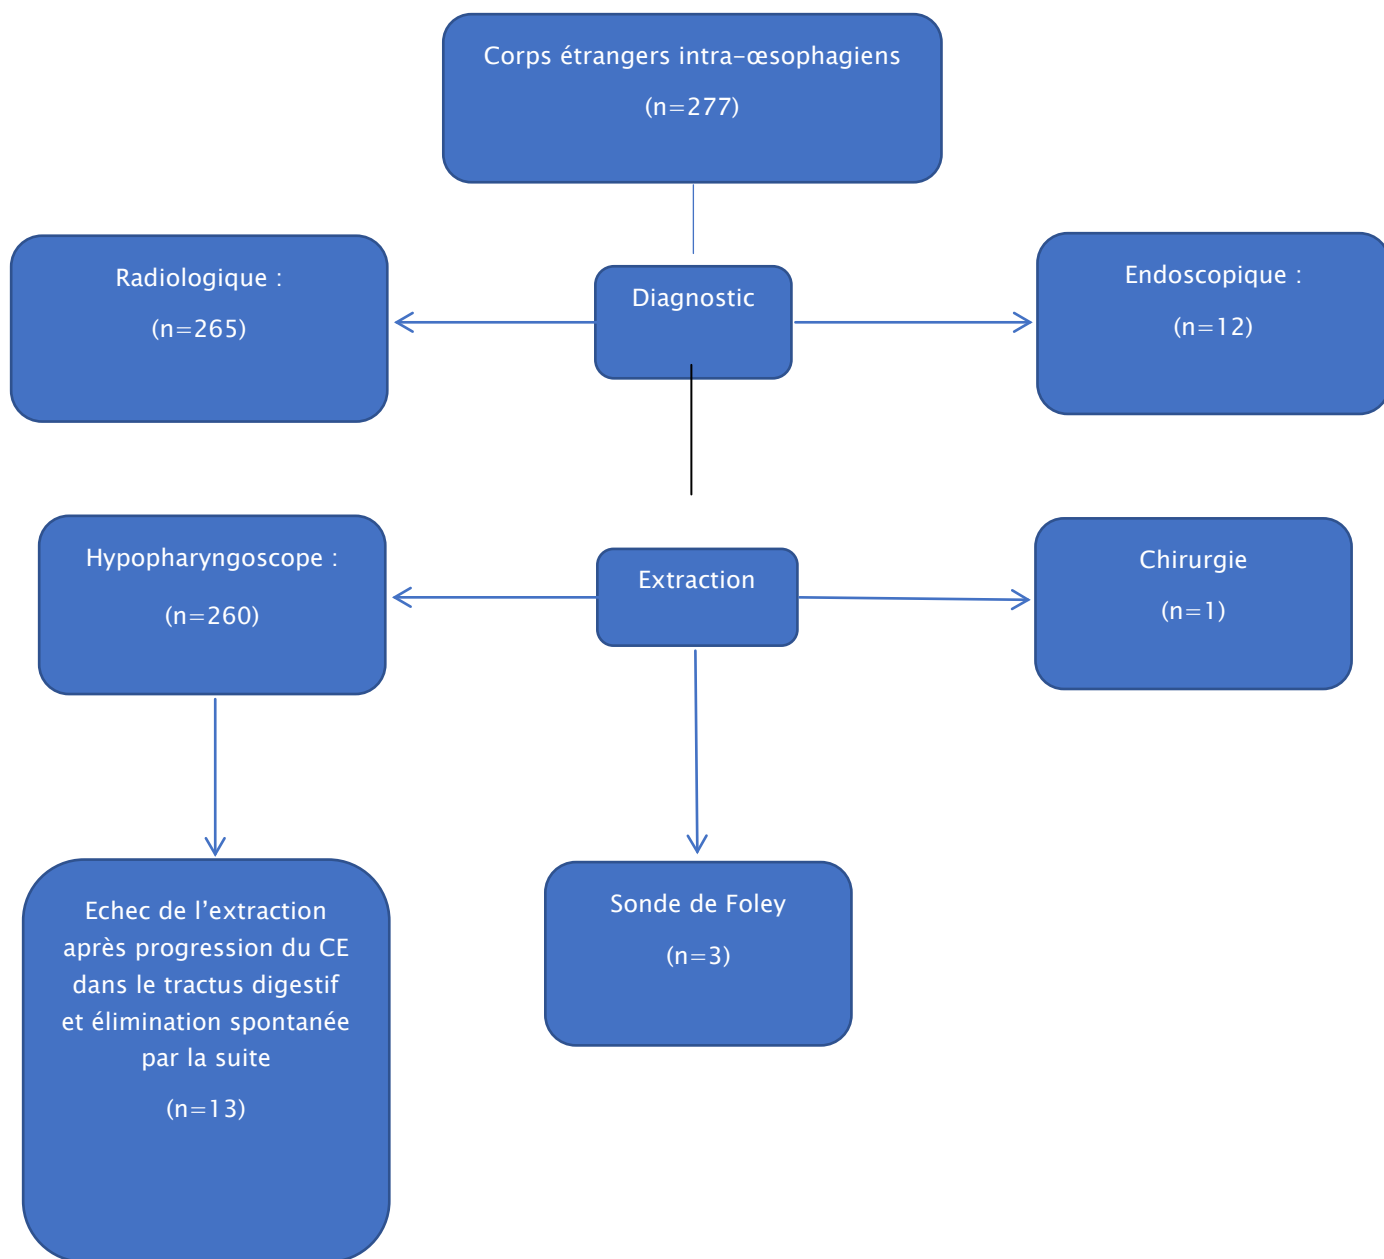 Corps étrangers intra-œsophagiens
(n=277)
Radiologique :
(n=265)
Diagnostic
Endoscopique :
(n=12)
Hypopharyngoscope :
(n=260)
Extraction
Chirurgie
(n=1)
Echec de l’extraction
après progression du CE
dans le tractus digestif
et élimination spontanée
par la suite
(n=13)
Sonde de Foley
(n=3)